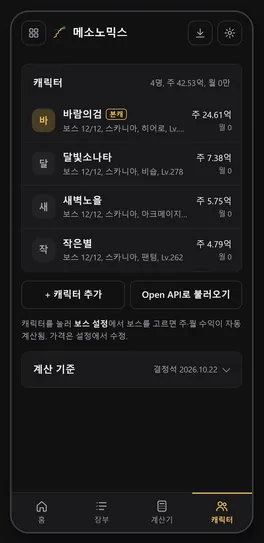 메소노믹스
캐릭터
4명, 주 42.53억, 월 0만
바
바람의검 본캐
주 24.61억
보스 12/12, 스카니아, 히어로, Lv....
월 0
달
달빛소나타
주 7.38억
보스 12/12, 스카니아, 비숍, Lv.278
월 0
새
새벽노을
주 5.75억
보스 12/12, 스카니아, 아크메이지...
월 0
작
작은별
주 4.79억
보스 12/12, 스카니아, 팬텀, Lv.262
월 0
+ 캐릭터 추가
Open API로 불러오기
캐릭터를 눌러 보스 설정에서 보스를 고르면 주·월 수익이 자동
계산됨. 가격은 설정에서 수정.
계산 기준
결정석 2026.10.22
홈
장부
계산기
캐릭터